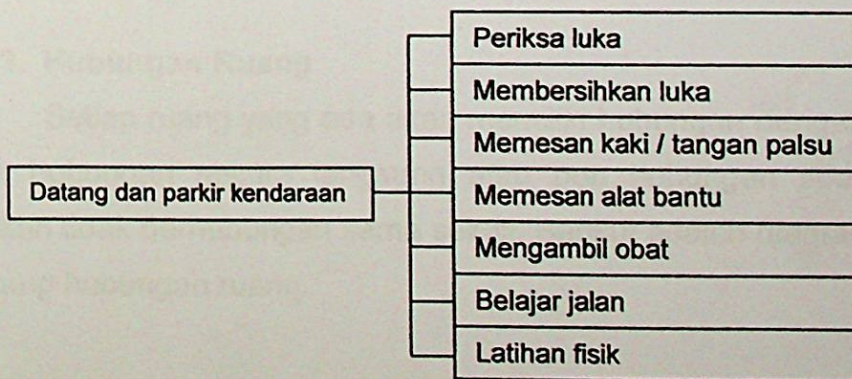 Periksa luka
Membersihkan luka
Memesan kaki / tangan palsu
Datang dan parkir kendaraan
Memesan alat bantu
Mengambil obat
Belajar jalan
Latihan fisik